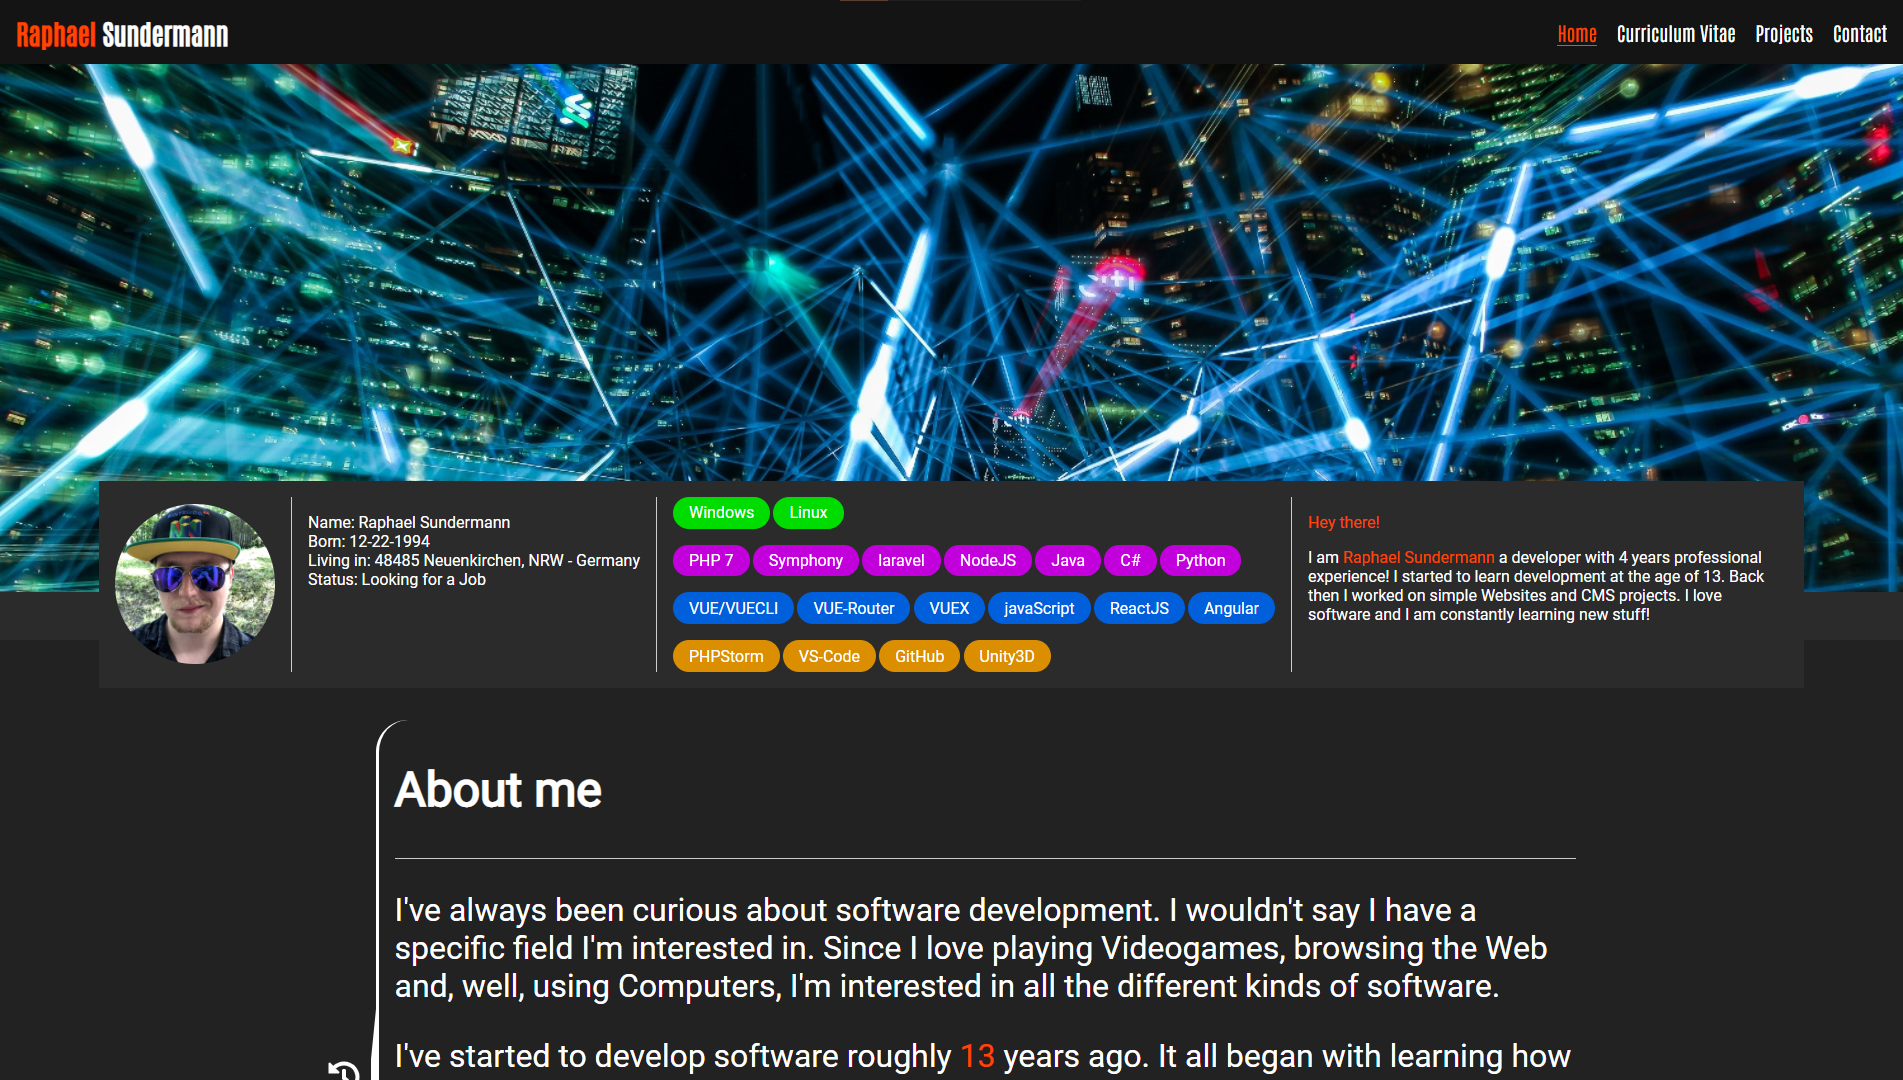 Raphael Sundermann
Home Curriculum Vitae Projects Contact
citi
Name: Raphael Sundermann
Born: 12-22-1994
Living in: 48485 Neuenkirchen, NRW - Germany
Status: Looking for a Job
Windows Linux
PHP 7 Symphony laravel NodeJS Java C# Python
VUE/VUECLI VUE-Router VUEX javaScript ReactJS Angular
PHPStorm VS-Code GitHub Unity3D
Hey there!
I am Raphael Sundermann a developer with 4 years professional
experience! I started to learn development at the age of 13. Back
then I worked on simple Websites and CMS projects. I love
software and I am constantly learning new stuff!
About me
I've always been curious about software development. I wouldn't say I have a
specific field I'm interested in. Since I love playing Videogames, browsing the Web
and, well, using Computers, I'm interested in all the different kinds of software.
I've started to develop software roughly 13 years ago. It all began with learning how